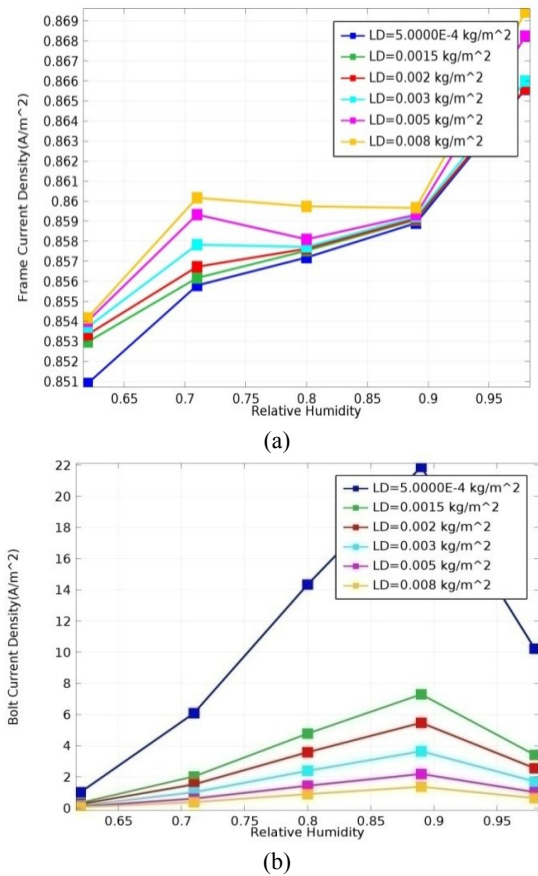 0.869
0.868
0.867
0.866
0.865
0.864
0.863
0.862
0.861
0.86
0.859
0.858
0.857
0.856
0.855
0.854
0.853
0.852
0.851
Frame Current Density(A/m^2)
LD=5.0000E-4 kg/m^2
LD=0.0015 kg/m^2
LD=0.002 kg/m^2
LD=0.003 kg/m^2
LD=0.005 kg/m^2
LD=0.008 kg/m^2
0.65 0.7 0.75 0.8 0.85 0.9 0.95
Relative Humidity
(a)
22
20
18
16
14
12
10
8
6
4
2
0
Bolt Current Density(A/m^2)
LD=5.0000E-4 kg/m^2
LD=0.0015 kg/m^2
LD=0.002 kg/m^2
LD=0.003 kg/m^2
LD=0.005 kg/m^2
LD=0.008 kg/m^2
0.65 0.7 0.75 0.8 0.85 0.9 0.95
Relative Humidity
(b)